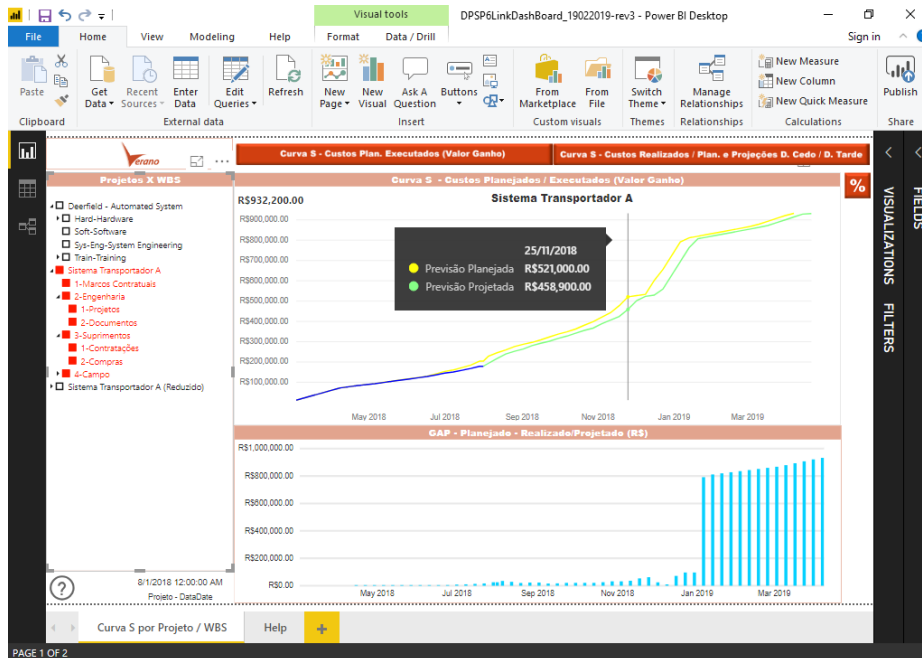 Visual tools
DPSP6LinkDashBoard_19022019-rev3 - Power BI Desktop
File
Home
View
Modeling
Help
Format
Data / Drill
Sign in
Paste
Get Data
Recent Sources
Enter Data
Edit Queries
Refresh
New Page
New Visual
Ask A Question
Buttons
From Marketplace
From File
Switch Theme
Manage Relationships
New Measure
New Column
New Quick Measure
Publish
Clipboard
External data
Insert
Custom visuals
Themes
Relationships
Calculations
Share
Verano
Curva S - Custos Plan. Executados (Valor Ganho)
Curva S - Custos Realizados / Plan. e Projeções D. Cedo / D. Tarde
Projetos X WBS
Deerfield - Automated System
Hard-Hardware
Soft-Software
Sys-Eng-System Engineering
Train-Training
Sistema Transportador A
1-Marcos Contratuais
2-Engenharia
1-Projetos
2-Documentos
3-Suprimentos
1-Contratações
2-Compras
4-Campo
Sistema Transportador A (Reduzido)
Curva S - Custos Planejados / Executados (Valor Ganho)
%
R$932,200.00
Sistema Transportador A
R$900,000.00
R$800,000.00
R$700,000.00
R$600,000.00
R$500,000.00
R$400,000.00
R$300,000.00
R$200,000.00
R$100,000.00
25/11/2018
Previsão Planejada R$521,000.00
Previsão Projetada R$458,900.00
May 2018
Jul 2018
Sep 2018
Nov 2018
Jan 2019
Mar 2019
GAP - Planejado - Realizado/Projetado (R$)
R$1,000,000.00
R$800,000.00
R$600,000.00
R$400,000.00
R$200,000.00
R$0.00
May 2018
Jul 2018
Sep 2018
Nov 2018
Jan 2019
Mar 2019
VISUALIZATIONS
FILTERS
FIELDS
?
8/1/2018 12:00:00 AM
Projeto - DataDate
Curva S por Projeto / WBS
Help
+
PAGE 1 OF 2